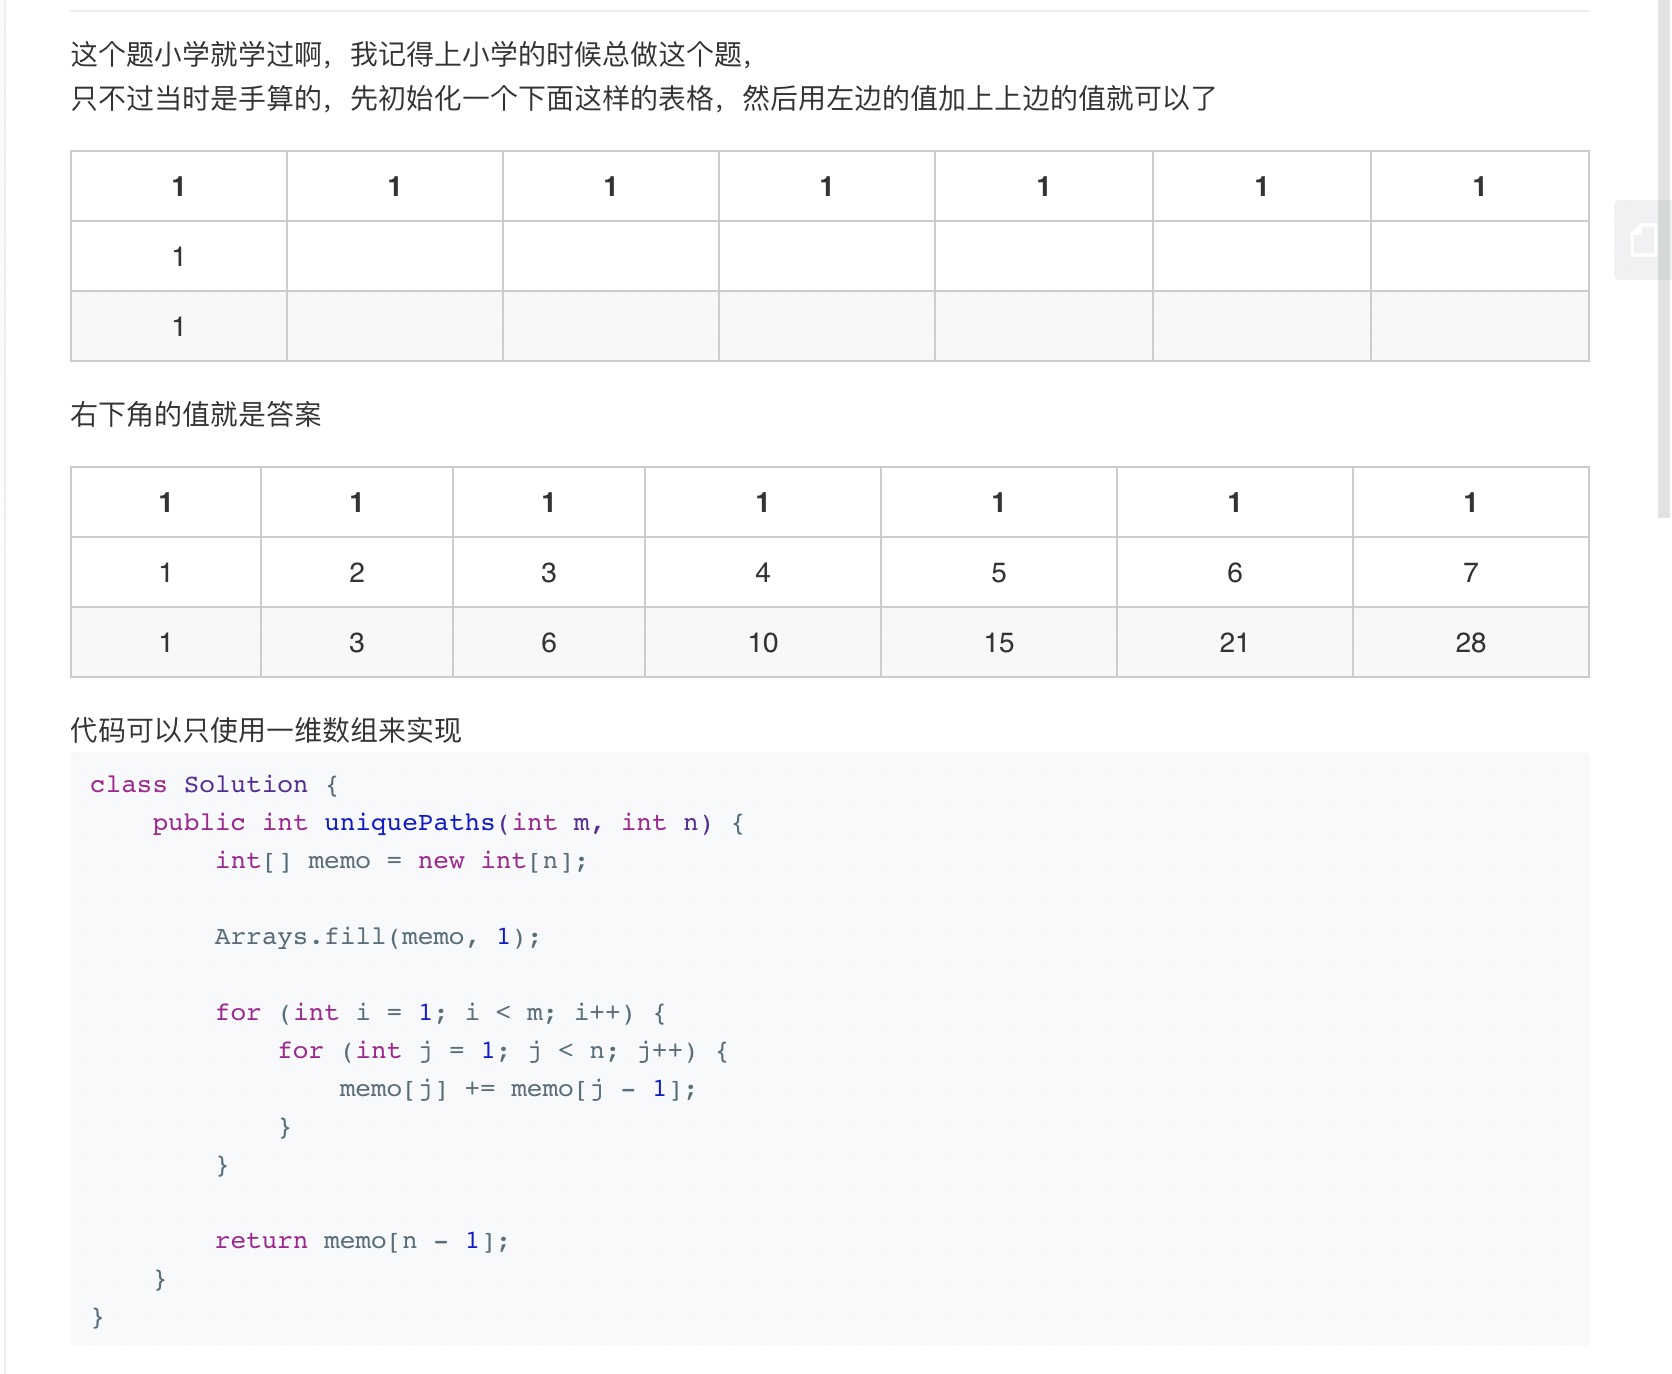 这个题小学就学过啊，我记得上小学的时候总做这个题，
只不过当时是手算的，先初始化一个下面这样的表格，然后用左边的值加上上边的值就可以了
1 1 1 1 1 1 1
1
1
右下角的值就是答案
1 1 1 1 1 1 1
1 2 3 4 5 6 7
1 3 6 10 15 21 28
代码可以只使用一维数组来实现
class Solution {
    public int uniquePaths(int m, int n) {
        int[] memo = new int[n];
        Arrays.fill(memo, 1);
        for (int i = 1; i < m; i++) {
            for (int j = 1; j < n; j++) {
                memo[j] += memo[j - 1];
            }
        }
        return memo[n - 1];
    }
}